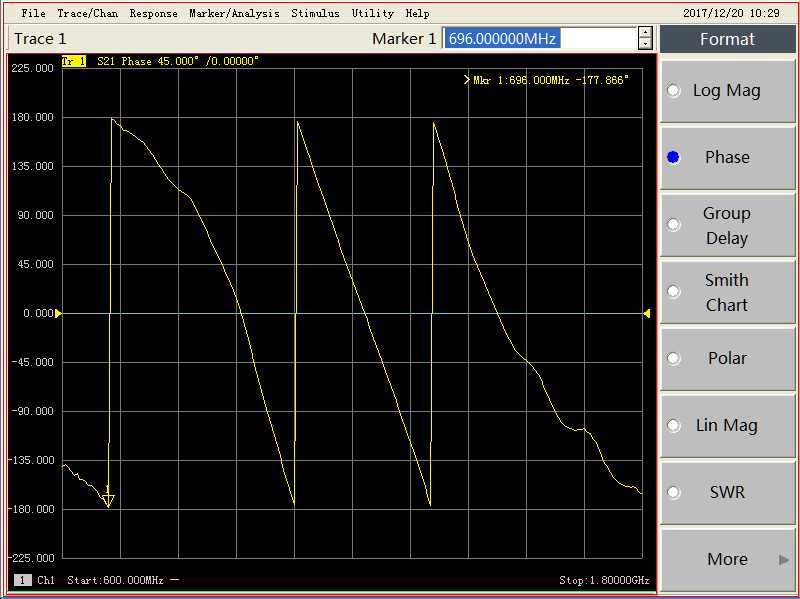 File Trace/Chan Response Marker/Analysis Stimulus Utility Help 2017/12/20 10:29
Trace 1 Marker 1 696.000000MHz
Format
Tr 1 S21 Phase 45.000° /0.00000°
>Mkr 1:696.000MHz -177.866°
225.000
180.000
135.000
90.000
45.000
0.000
-45.000
-90.000
-135.000
-180.000
-225.000
1
1 Ch1 Start:600.000MHz — Stop:1.80000GHz
Log Mag
Phase
Group
Delay
Smith
Chart
Polar
Lin Mag
SWR
More